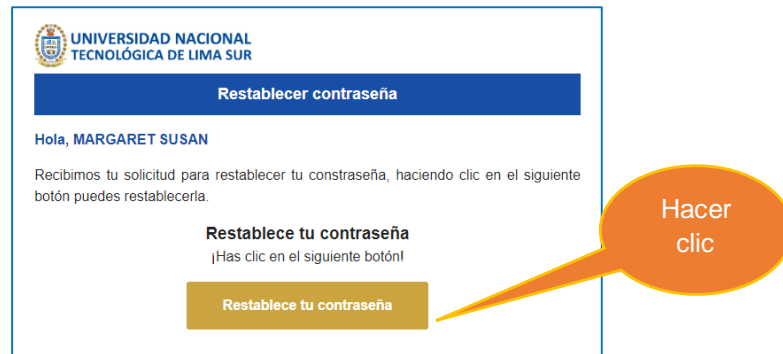 UNIVERSIDAD NACIONAL
TECNOLÓGICA DE LIMA SUR
Restablecer contraseña
Hola, MARGARET SUSAN
Recibimos tu solicitud para restablecer tu constraseña, haciendo clic en el siguiente
botón puedes restablecerla.
Restablece tu contraseña
¡Has clic en el siguiente botón!
Restablece tu contraseña
Hacer
clic